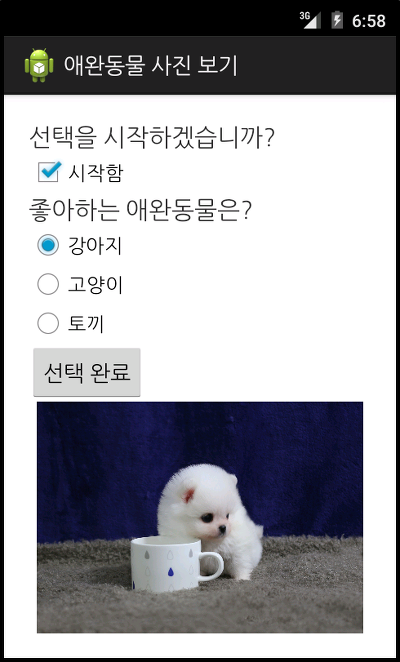 3G 6:58
애완동물 사진 보기
선택을 시작하겠습니까?
시작함
좋아하는 애완동물은?
강아지
고양이
토끼
선택 완료